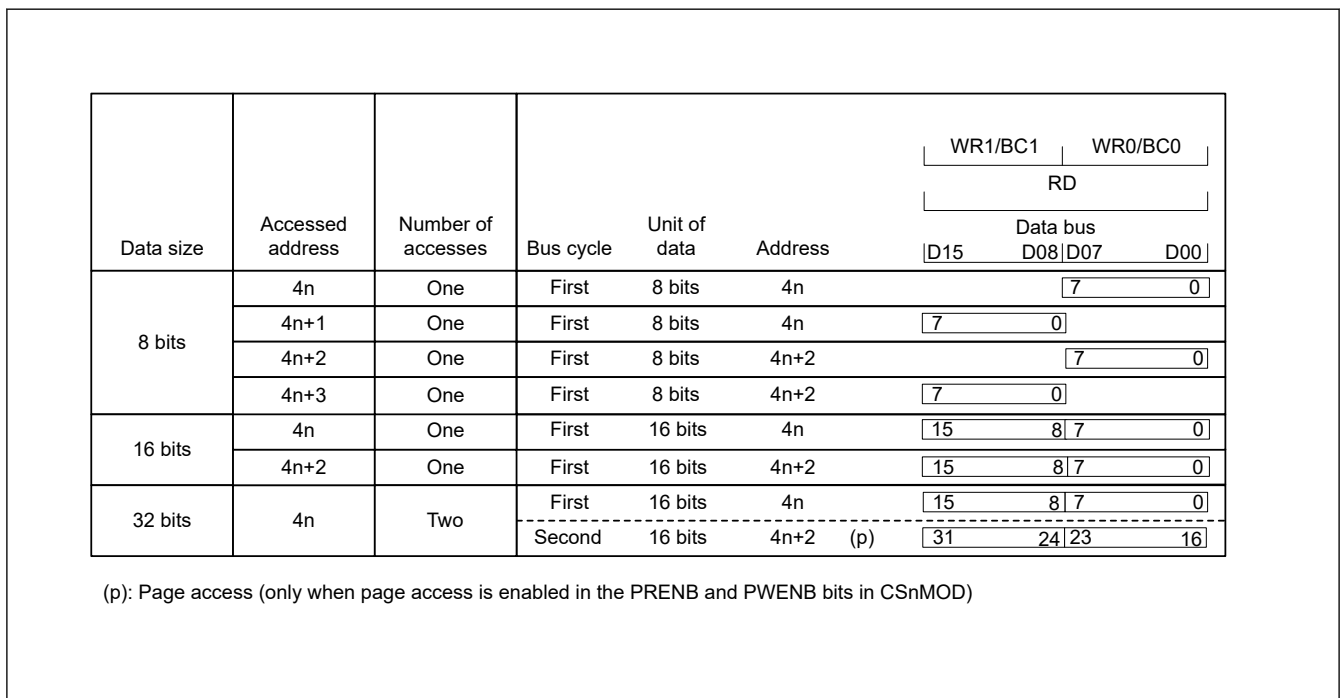 WR1/BC1 WR0/BC0
RD
Data size Accessed address Number of accesses Bus cycle Unit of data Address Data bus
D15 D08 D07 D00
8 bits
4n One First 8 bits 4n 7 0
4n+1 One First 8 bits 4n 7 0
4n+2 One First 8 bits 4n+2 7 0
4n+3 One First 8 bits 4n+2 7 0
16 bits
4n One First 16 bits 4n 15 8 7 0
4n+2 One First 16 bits 4n+2 15 8 7 0
32 bits 4n Two
First 16 bits 4n 15 8 7 0
Second 16 bits 4n+2 (p) 31 24 23 16
(p): Page access (only when page access is enabled in the PRENB and PWENB bits in CSnMOD)